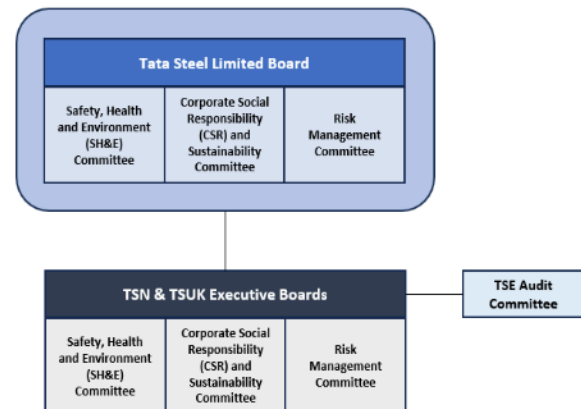 Tata Steel Limited Board
Safety, Health
and Environment
(SH&E)
Committee
Corporate Social
Responsibility
(CSR) and
Sustainability
Committee
Risk
Management
Committee
TSN & TSUK Executive Boards
TSE Audit
Committee
Safety, Health
and Environment
(SH&E)
Committee
Corporate Social
Responsibility
(CSR) and
Sustainability
Committee
Risk
Management
Committee